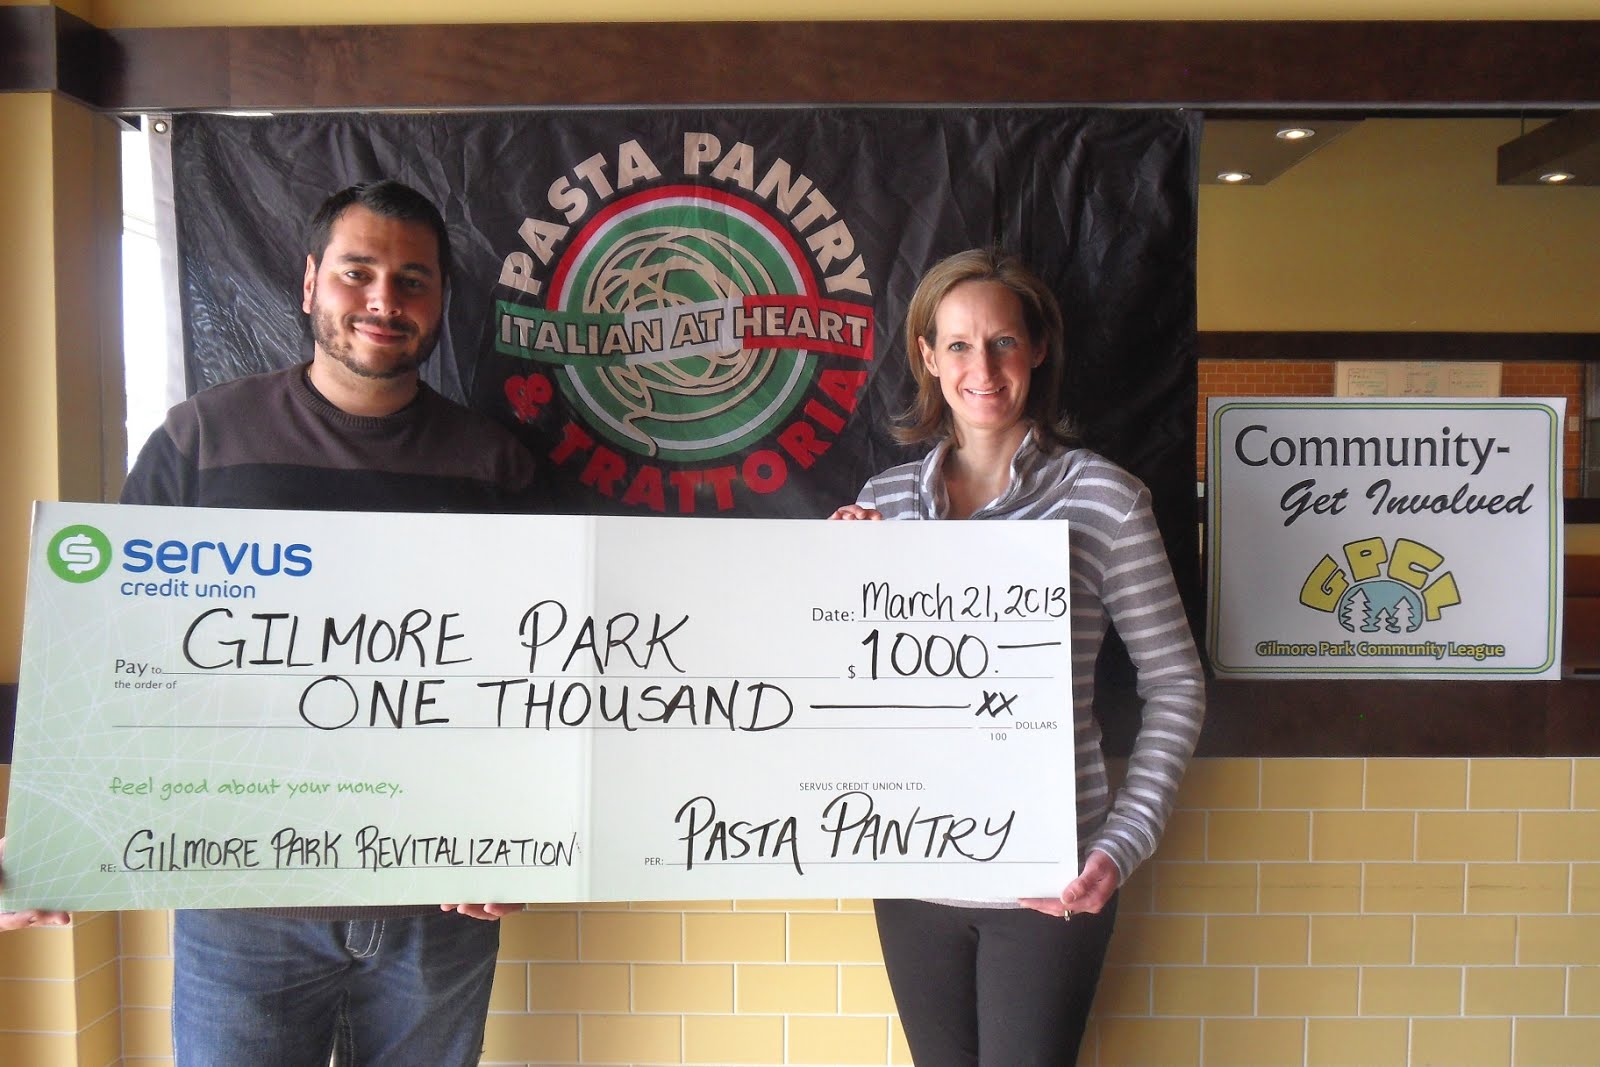 PASTA PANTRY
ITALIAN AT HEART
& TRATTORIA
Community-
Get Involved
GPCL
Gilmore Park Community League
$ servus
credit union
Date: March 21, 2013
Pay to the order of GILMORE PARK
$ 1000.—
ONE THOUSAND —— xx
100 DOLLARS
feel good about your money.
SERVUS CREDIT UNION LTD.
RE: GILMORE PARK REVITALIZATION
PER: PASTA PANTRY